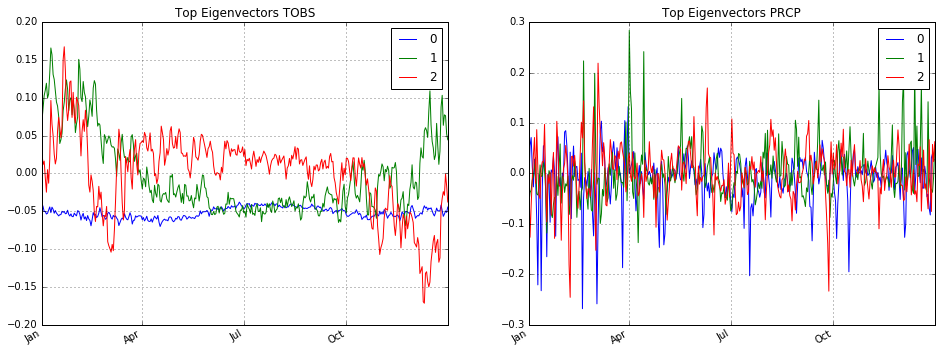 Top Eigenvectors TOBS
0.20
0.15
0.10
0.05
0.00
−0.05
−0.10
−0.15
−0.20
Jan
Apr
Jul
Oct
0
1
2
Top Eigenvectors PRCP
0.3
0.2
0.1
0.0
−0.1
−0.2
−0.3
Jan
Apr
Jul
Oct
0
1
2